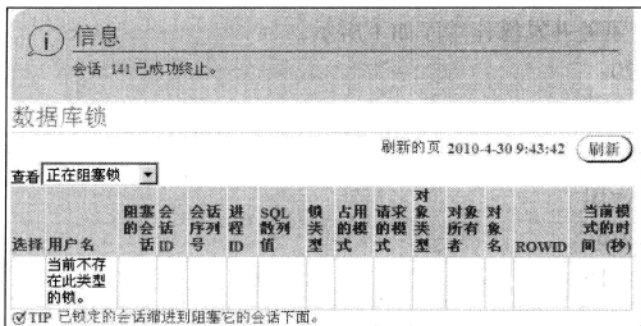 信息
会话 141 已成功终止。
数据库锁
刷新的页 2010-4-30 9:43:42 刷新
查看 正在阻塞锁
选择 用户名 阻塞的会话 会话ID 会话序列号 进程ID SQL散列值 锁类型 占用的模式 请求的模式 对象类型 对象所有者 对象名 ROWID 当前模式的时间(秒)
当前不存在此类型的锁。
TIP 已锁定的会话缩进到阻塞它的会话下面。